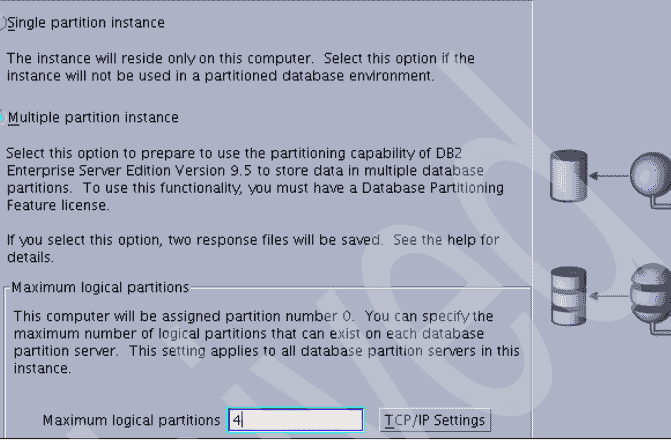 Single partition instance
The instance will reside only on this computer. Select this option if the
instance will not be used in a partitioned database environment.
Multiple partition instance
Select this option to prepare to use the partitioning capability of DB2
Enterprise Server Edition Version 9.5 to store data in multiple database
partitions. To use this functionality, you must have a Database Partitioning
Feature license.
If you select this option, two response files will be saved. See the help for
details.
Maximum logical partitions
This computer will be assigned partition number 0. You can specify the
maximum number of logical partitions that can exist on each database
partition server. This setting applies to all database partition servers in this
instance.
Maximum logical partitions 4 TCP/IP Settings